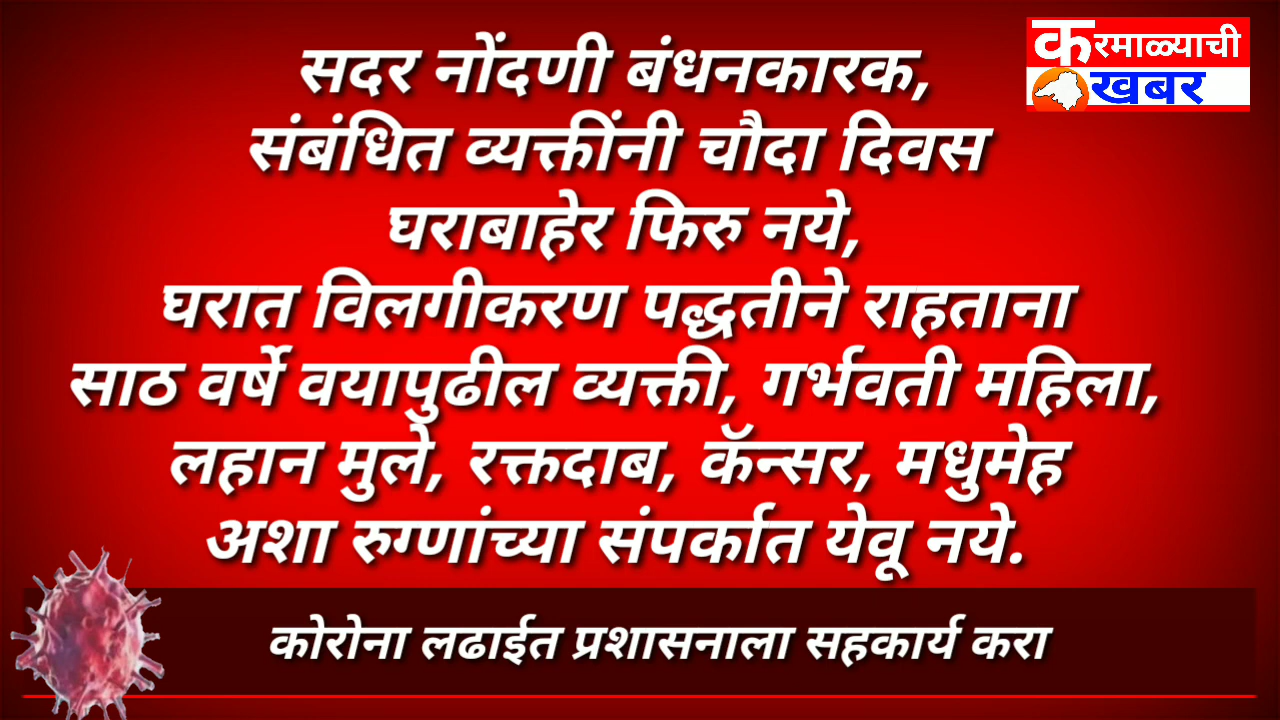 करमाळ्याची
खबर
सदर नोंदणी बंधनकारक,
संबंधित व्यक्तींनी चौदा दिवस
घराबाहेर फिरु नये,
घरात विलगीकरण पद्धतीने राहताना
साठ वर्षे वयापुढील व्यक्ती, गर्भवती महिला,
लहान मुले, रक्तदाब, कॅन्सर, मधुमेह
अशा रुग्णांच्या संपर्कात येवू नये.
कोरोना लढाईत प्रशासनाला सहकार्य करा